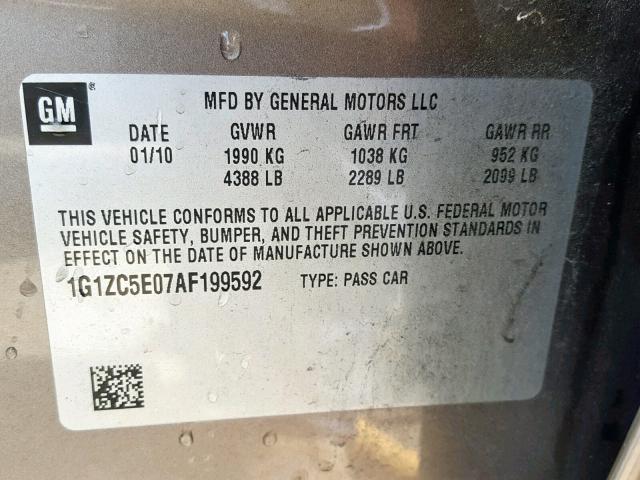 GM®
MFD BY GENERAL MOTORS LLC
DATE GVWR GAWR FRT GAWR RR
01/10 1990 KG 1038 KG 952 KG
4388 LB 2289 LB 2099 LB
THIS VEHICLE CONFORMS TO ALL APPLICABLE U.S. FEDERAL MOTOR
VEHICLE SAFETY, BUMPER, AND THEFT PREVENTION STANDARDS IN
EFFECT ON THE DATE OF MANUFACTURE SHOWN ABOVE.
1G1ZC5E07AF199592 TYPE: PASS CAR